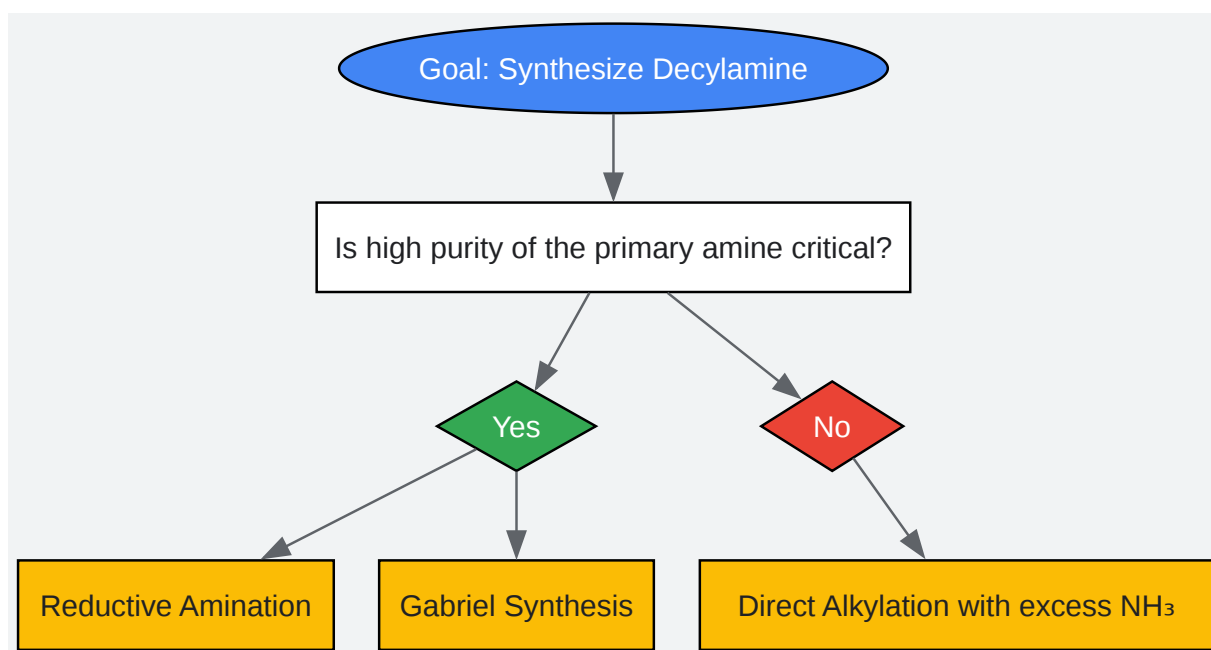 Goal: Synthesize Decylamine
Is high purity of the primary amine critical?
Yes
No
Reductive Amination
Gabriel Synthesis
Direct Alkylation with excess NH₃